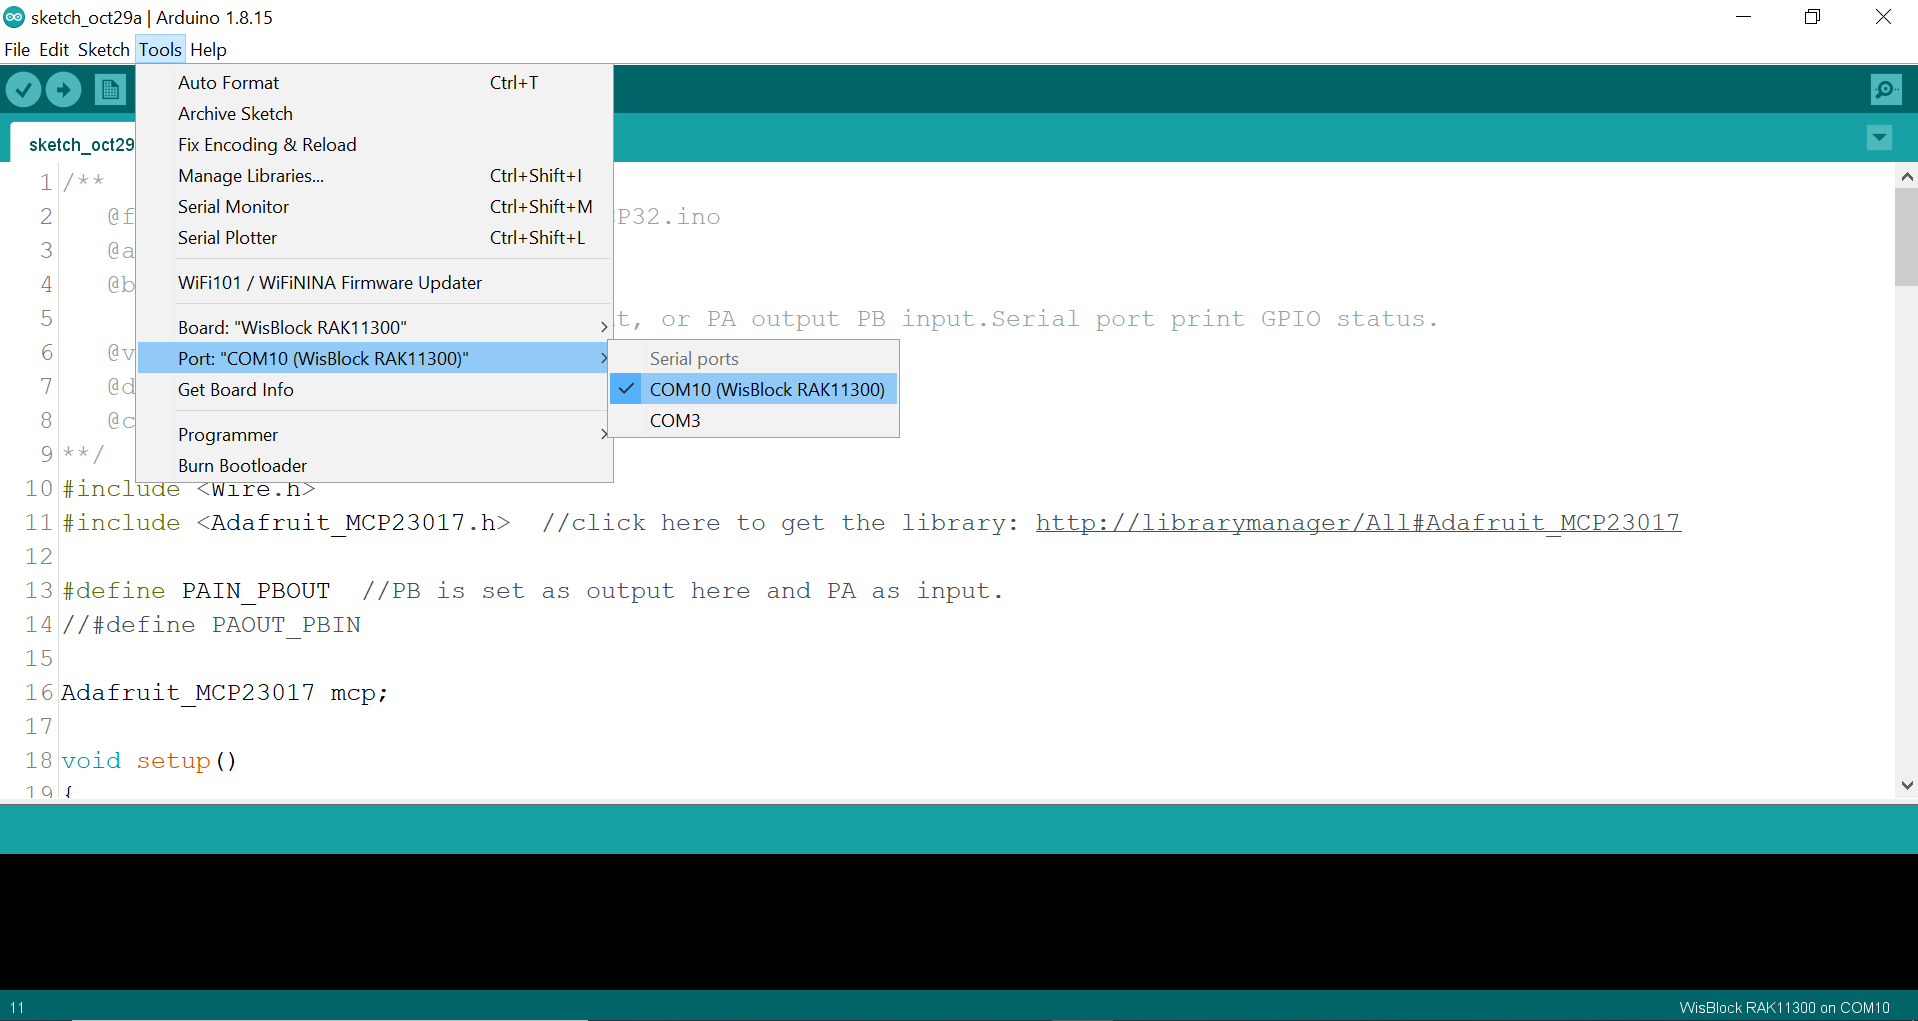 sketch_oct29a | Arduino 1.8.15
File Edit Sketch Tools Help
Auto Format Ctrl+T
Archive Sketch
Fix Encoding & Reload
Manage Libraries... Ctrl+Shift+I
Serial Monitor Ctrl+Shift+M
Serial Plotter Ctrl+Shift+L
WiFi101 / WiFiNINA Firmware Updater
Board: "WisBlock RAK11300"
Port: "COM10 (WisBlock RAK11300)"
Get Board Info
Programmer
Burn Bootloader
Serial ports
COM10 (WisBlock RAK11300)
COM3
sketch_oct29
1 /**
2 @f P32.ino
3 @a
4 @b
5 t, or PA output PB input.Serial port print GPIO status.
6 @v
7 @d
8 @c
9 **/
10 #include <Wire.h>
11 #include <Adafruit_MCP23017.h> //click here to get the library: http://librarymanager/All#Adafruit_MCP23017
12
13 #define PAIN_PBOUT //PB is set as output here and PA as input.
14 //#define PAOUT_PBIN
15
16 Adafruit_MCP23017 mcp;
17
18 void setup()
19 {
11
WisBlock RAK11300 on COM10